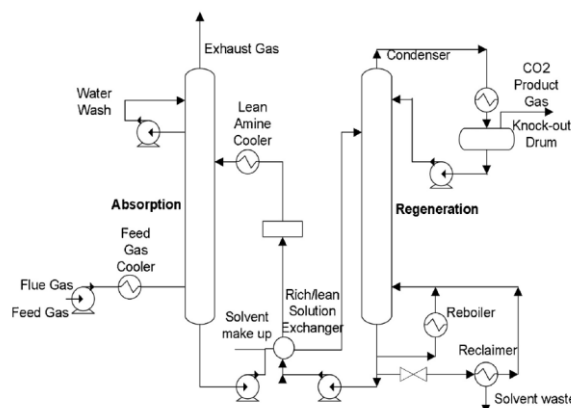 Exhaust Gas
Condenser
CO2
Product
Gas
Knock-out
Drum
Water
Wash
Lean
Amine
Cooler
Absorption
Regeneration
Feed
Gas
Cooler
Flue Gas
Feed Gas
Solvent
make up
Rich/lean
Solution
Exchanger
Reboiler
Reclaimer
Solvent waste